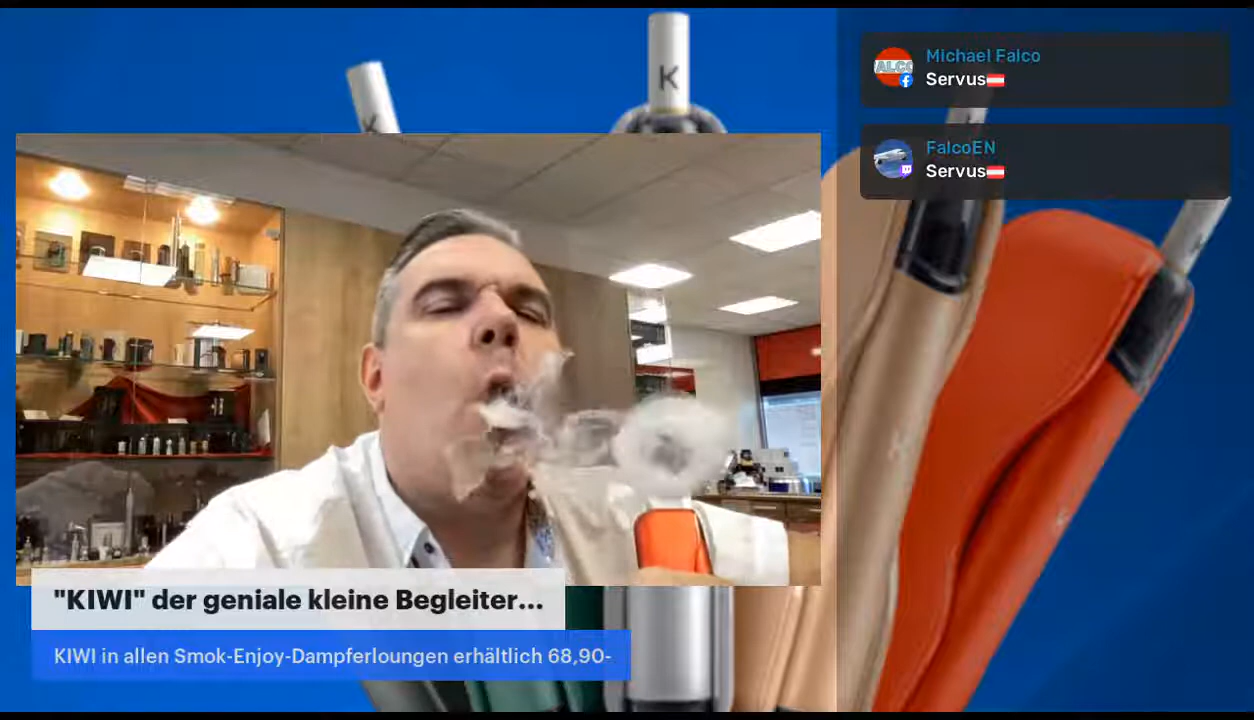 K
K
Michael Falco
Servus🇦🇹
FALCO
FalcoEN
Servus🇦🇹
"KIWI" der geniale kleine Begleiter...
KIWI in allen Smok-Enjoy-Dampferloungen erhältlich 68,90-